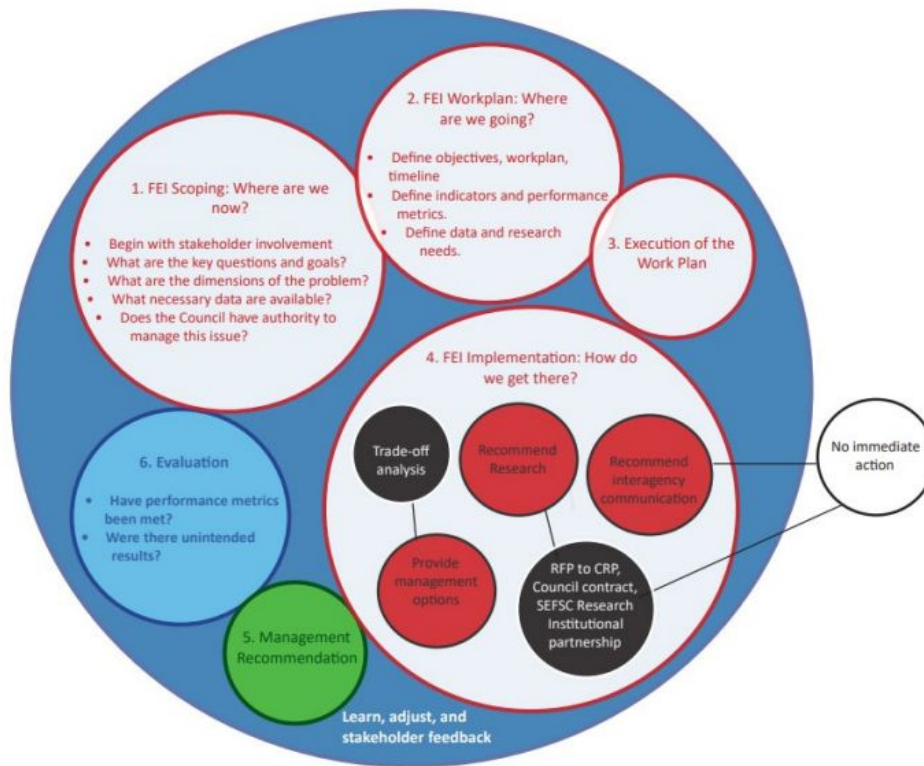 1. FEI Scoping: Where are we
now?
• Begin with stakeholder involvement
• What are the key questions and goals?
• What are the dimensions of the problem?
• What necessary data are available?
• Does the Council have authority to
manage this issue?
2. FEI Workplan: Where
are we going?
• Define objectives, workplan,
timeline
• Define indicators and performance
metrics.
• Define data and research
needs.
3. Execution of the
Work Plan
4. FEI Implementation: How do
we get there?
Trade-off
analysis
Recommend
Research
Recommend
interagency
communication
Provide
management
options
RFP to CRP,
Council contract,
SEFSC Research
Institutional
partnership
No immediate
action
5. Management
Recommendation
6. Evaluation
• Have performance metrics
been met?
• Were there unintended
results?
Learn, adjust, and
stakeholder feedback